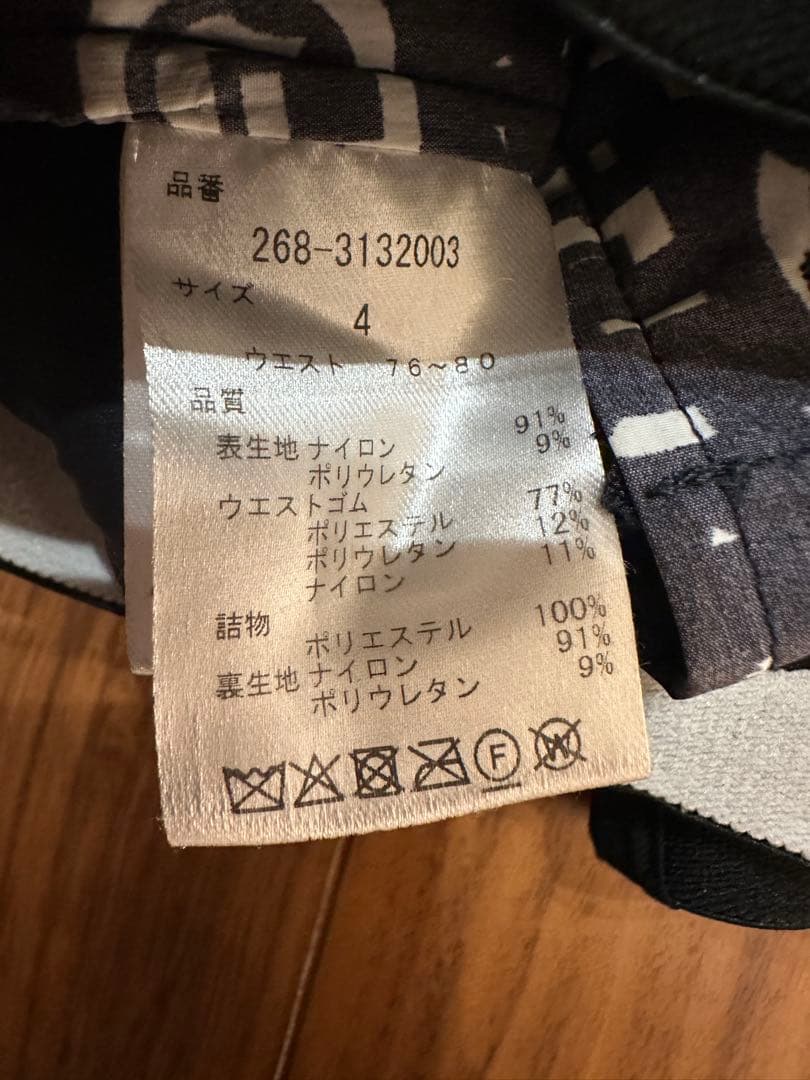 品番
268-3132003
サイズ
4
ウエスト 76~80
品質
表生地 ナイロン 91%
ポリウレタン 9%
ウエストゴム
ポリエステル 77%
ポリウレタン 12%
ナイロン 11%
詰物
ポリエステル 100%
裏生地 ナイロン 91%
ポリウレタン 9%
F
W